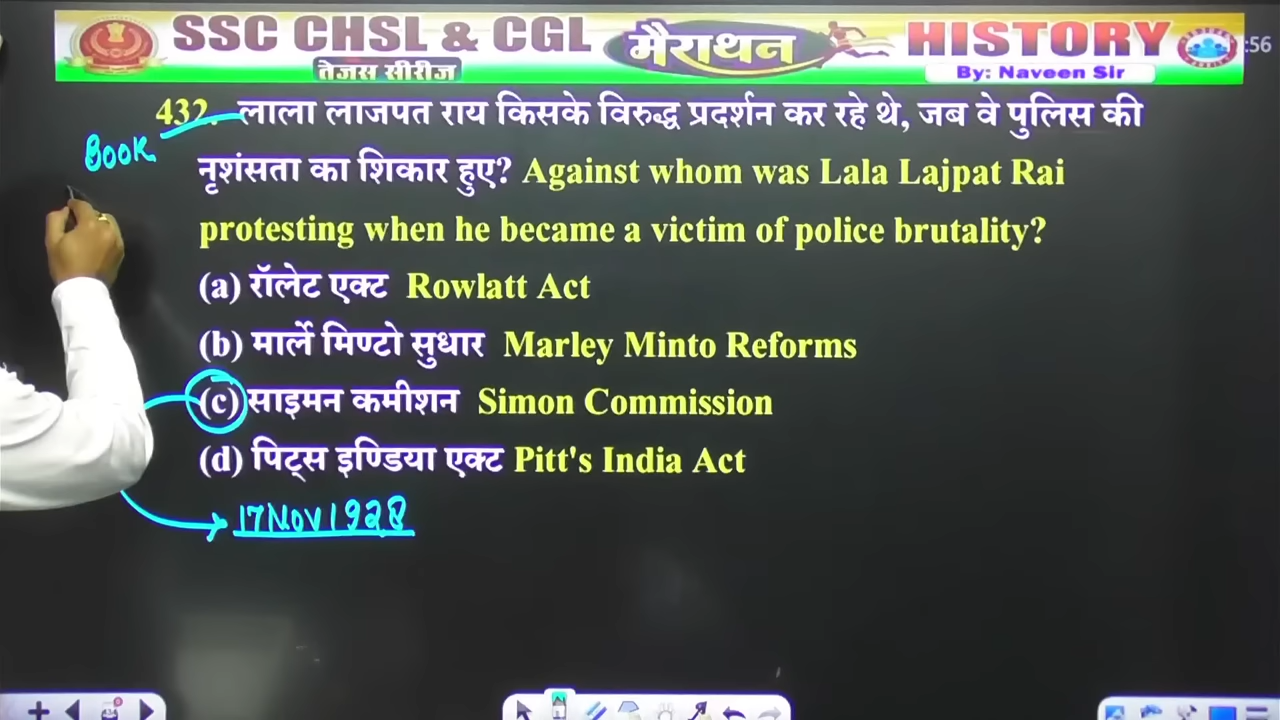 SSC CHSL & CGL मैराथन HISTORY :56
तेजस सीरीज By: Naveen Sir
432. लाला लाजपत राय किसके विरुद्ध प्रदर्शन कर रहे थे, जब वे पुलिस की
BOOK
नृशंसता का शिकार हुए? Against whom was Lala Lajpat Rai
protesting when he became a victim of police brutality?
(a) रॉलेट एक्ट Rowlatt Act
(b) मार्ले मिण्टो सुधार Marley Minto Reforms
(c) साइमन कमीशन Simon Commission
(d) पिट्स इण्डिया एक्ट Pitt's India Act
17 Nov 1928